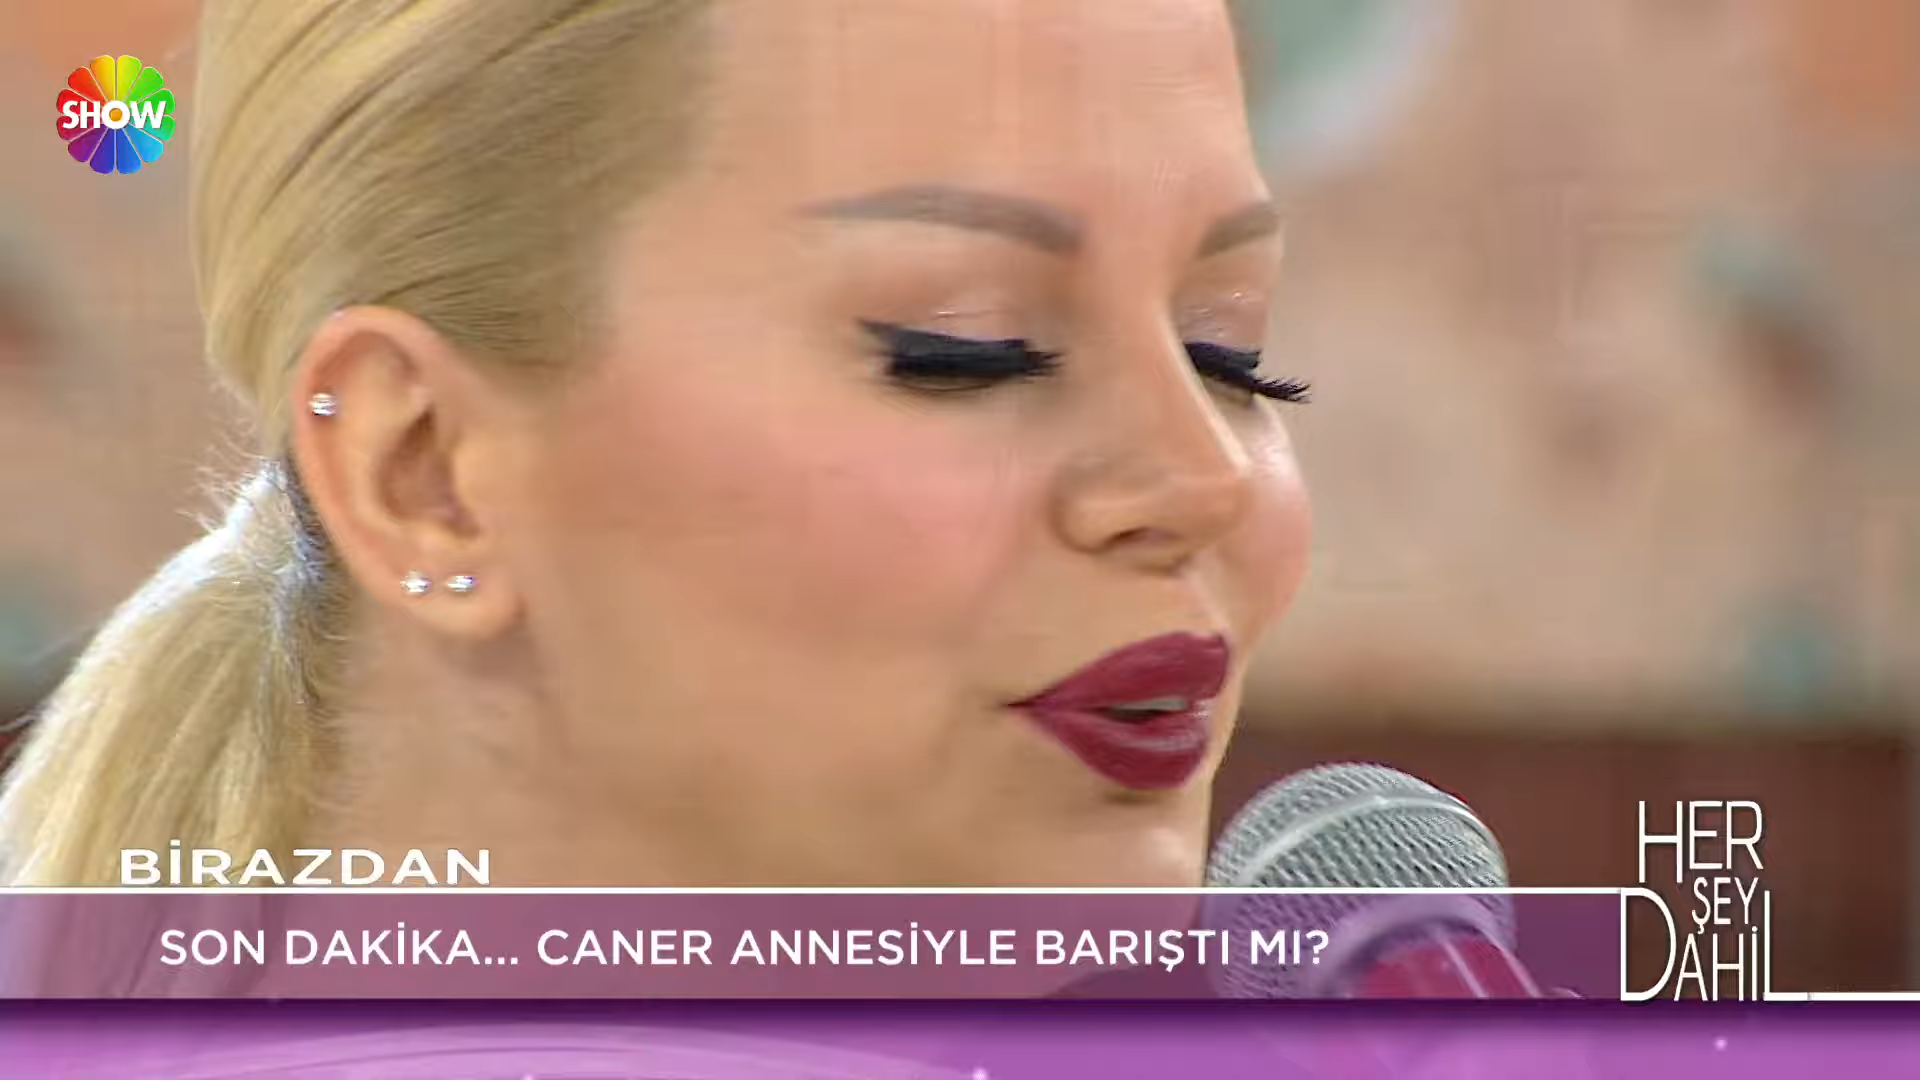 SHOW
BİRAZDAN
SON DAKİKA... CANER ANNESİYLE BARIŞTI MI?
HER
ŞEY
DAHİL